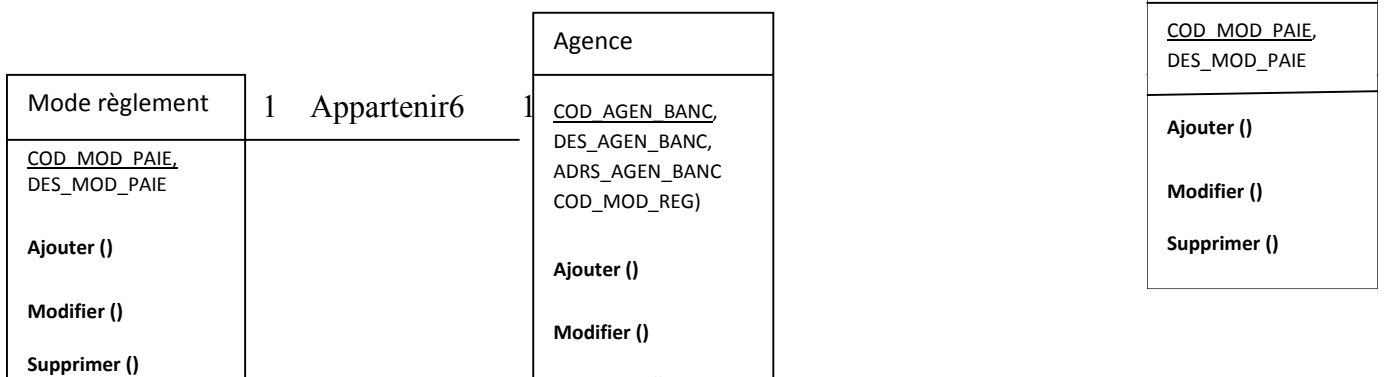 Mode règlement
COD_MOD_PAIE,
DES_MOD_PAIE
Ajouter ()
Modifier ()
Supprimer ()
1 Appartenir6 1
Agence
COD_AGEN_BANC,
DES_AGEN_BANC,
ADRS_AGEN_BANC
COD_MOD_REG)
Ajouter ()
Modifier ()
COD_MOD_PAIE,
DES_MOD_PAIE
Ajouter ()
Modifier ()
Supprimer ()